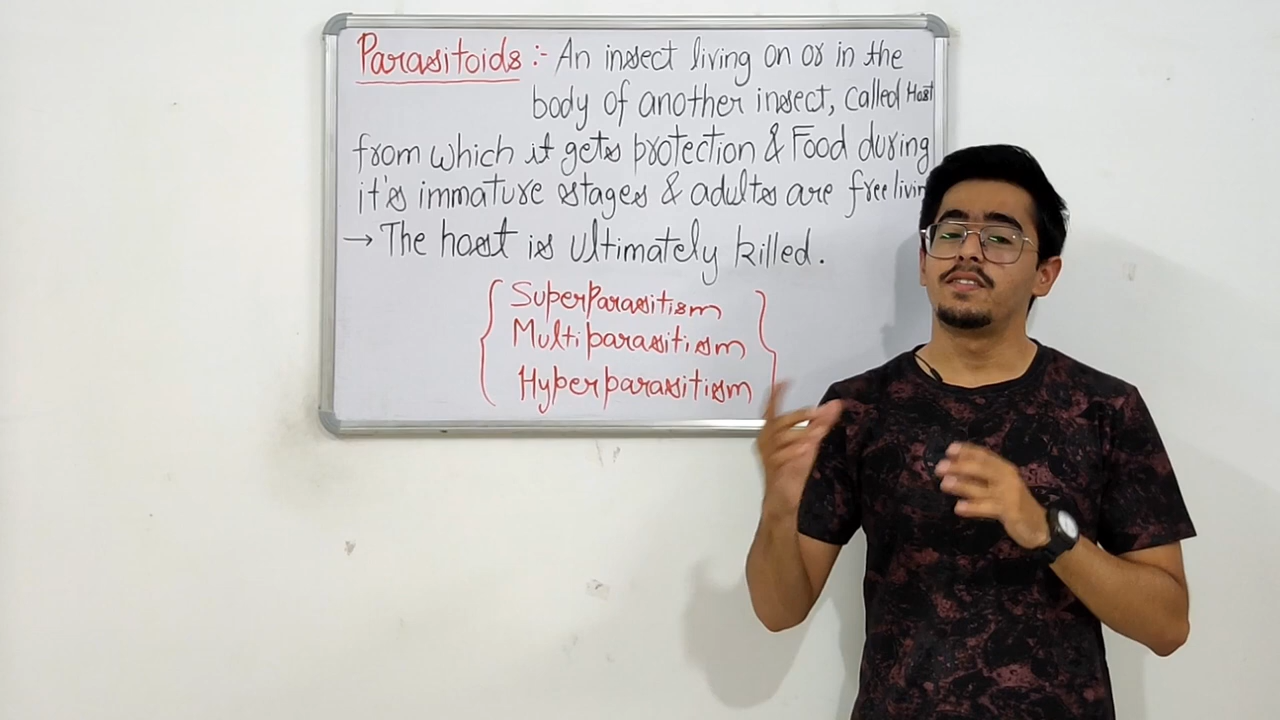 Parasitoids :- An insect living on or in the
body of another insect, called Host
from which it gets protection & Food during
it's immature stages & adults are free livin
→ The host is ultimately killed.
SuperParasitism
Multiparasitism
Hyperparasitism